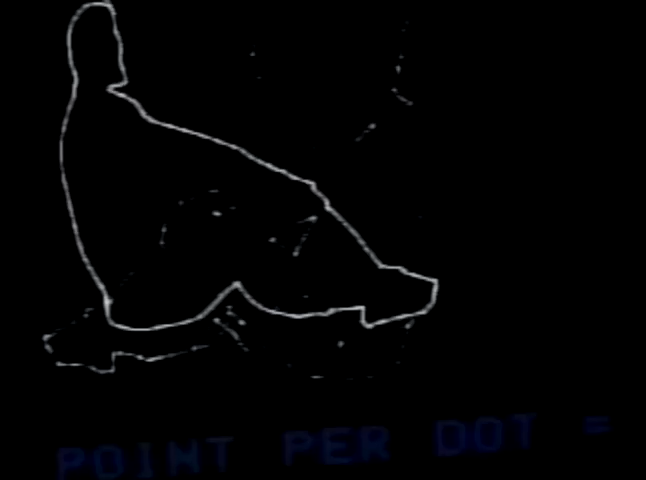 POINT PER DOT =